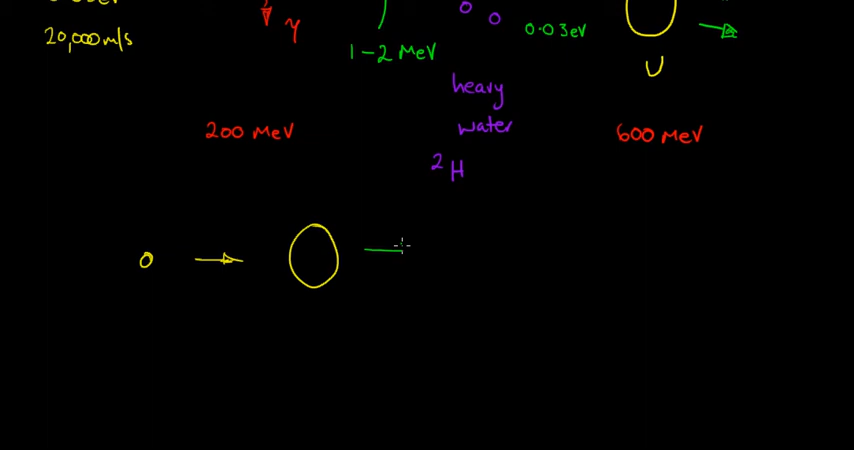 20,000m/s
γ
1-2 MeV
0.03eV
U
heavy
water
200 MeV
600 MeV
²H